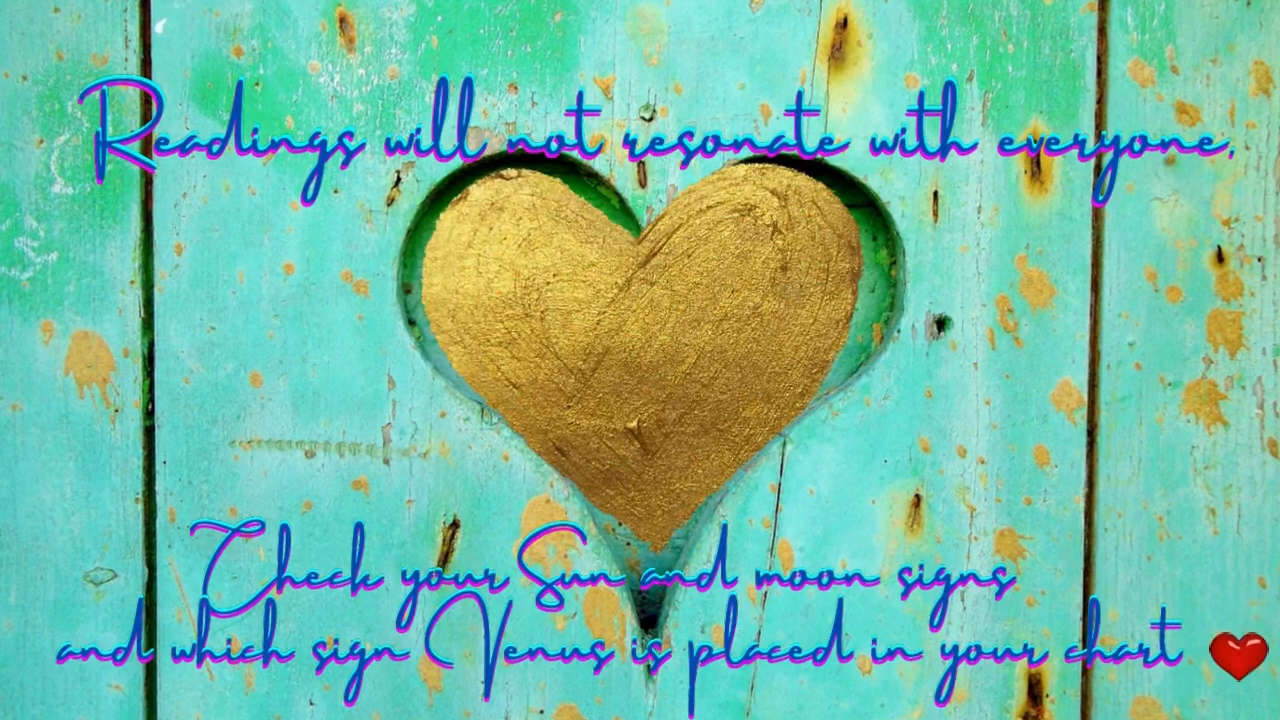 Readings will not resonate with everyone,
Check your Sun and moon signs
and which sign Venus is placed in your chart